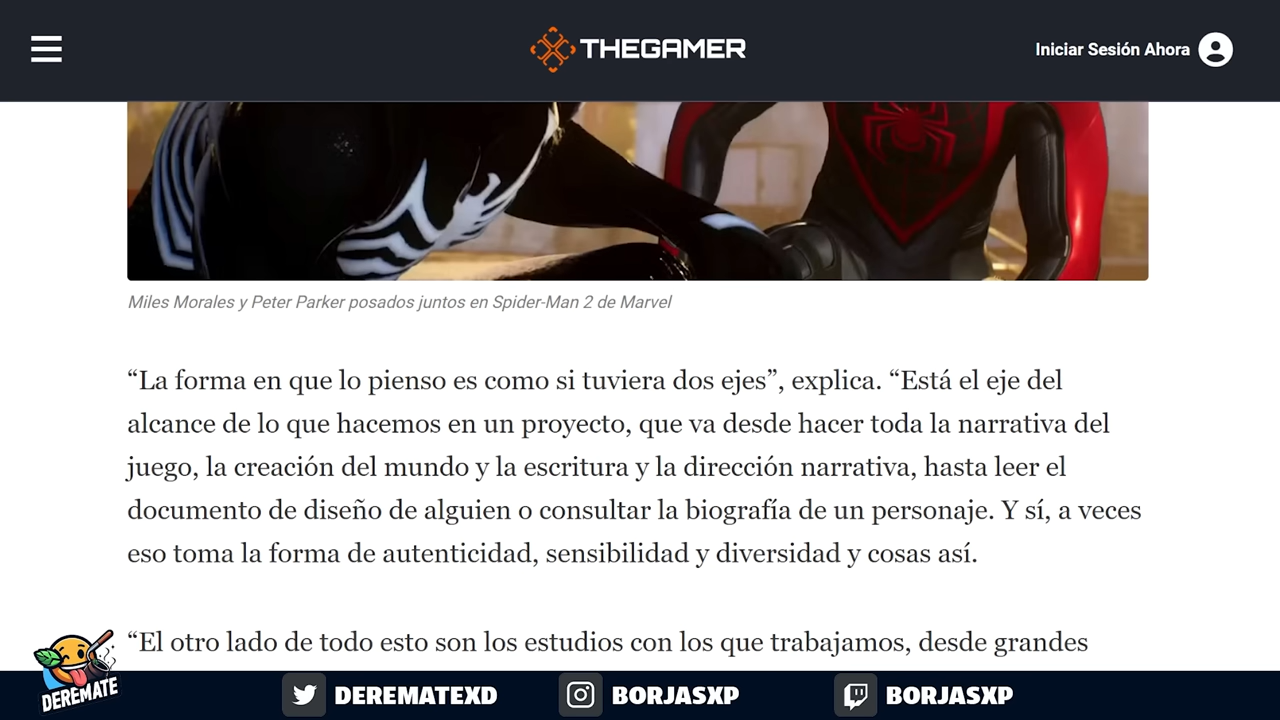 THEGAMER
Iniciar Sesión Ahora
Miles Morales y Peter Parker posados juntos en Spider-Man 2 de Marvel
“La forma en que lo pienso es como si tuviera dos ejes”, explica. “Está el eje del
alcance de lo que hacemos en un proyecto, que va desde hacer toda la narrativa del
juego, la creación del mundo y la escritura y la dirección narrativa, hasta leer el
documento de diseño de alguien o consultar la biografía de un personaje. Y sí, a veces
eso toma la forma de autenticidad, sensibilidad y diversidad y cosas así.
“El otro lado de todo esto son los estudios con los que trabajamos, desde grandes
DEREMATE
DEREMATEXD
BORJASXP
BORJASXP